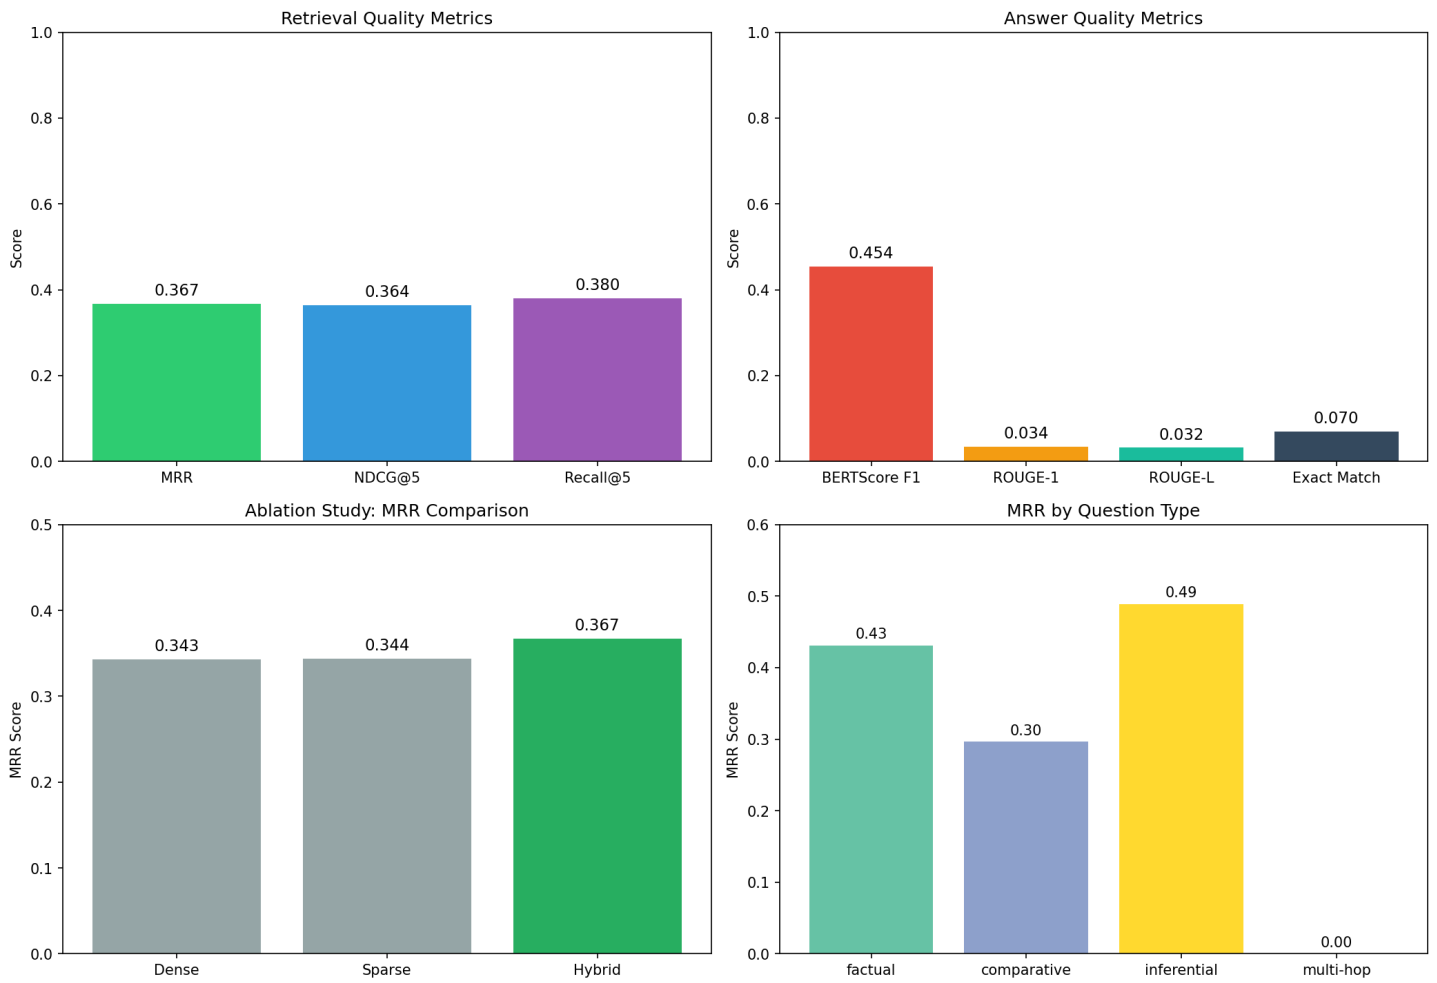 Retrieval Quality Metrics
1.0
0.8
0.6
0.4
0.2
0.0
Score
0.367
0.364
0.380
MRR
NDCG@5
Recall@5
Answer Quality Metrics
1.0
0.8
0.6
0.4
0.2
0.0
Score
0.454
0.034
0.032
0.070
BERTScore F1
ROUGE-1
ROUGE-L
Exact Match
Ablation Study: MRR Comparison
0.5
0.4
0.3
0.2
0.1
0.0
MRR Score
0.343
0.344
0.367
Dense
Sparse
Hybrid
MRR by Question Type
0.6
0.5
0.4
0.3
0.2
0.1
0.0
MRR Score
0.43
0.30
0.49
0.00
factual
comparative
inferential
multi-hop